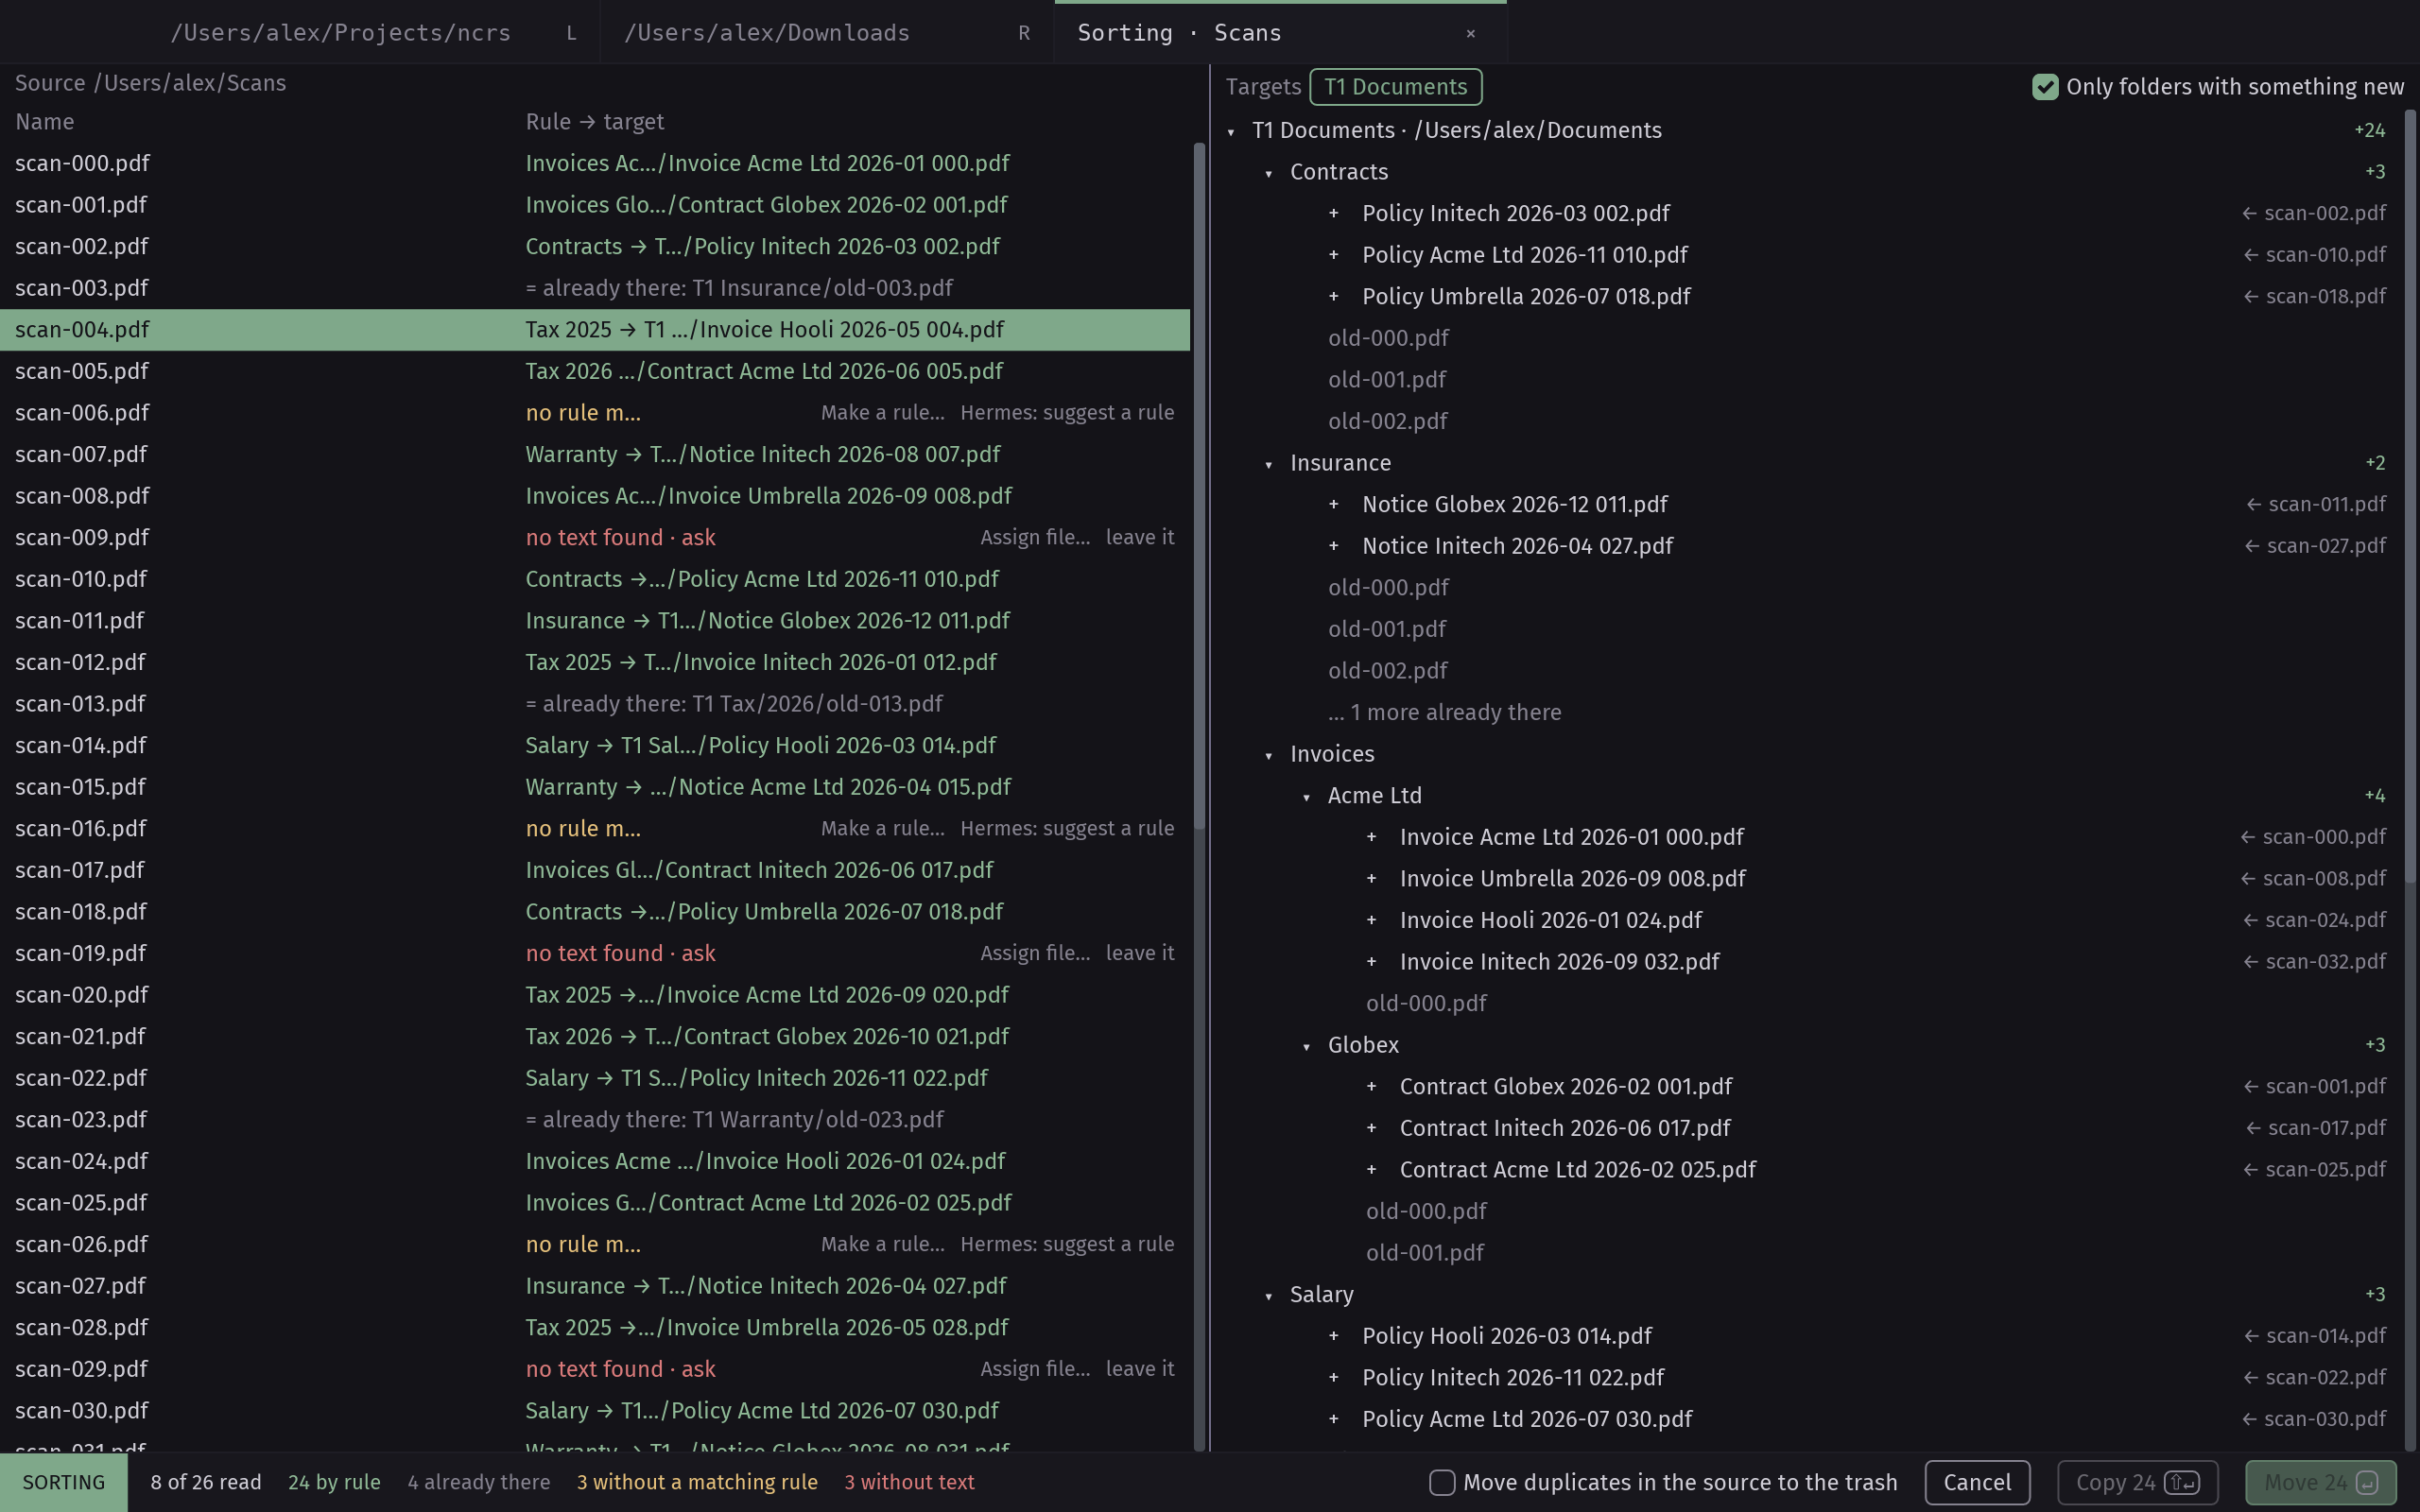 /Users/alex/Projects/ncrs L /Users/alex/Downloads R Sorting · Scans ×
Source /Users/alex/Scans
Name Rule → target
scan-000.pdf Invoices Ac.../Invoice Acme Ltd 2026-01 000.pdf
scan-001.pdf Invoices Glo.../Contract Globex 2026-02 001.pdf
scan-002.pdf Contracts → T.../Policy Initech 2026-03 002.pdf
scan-003.pdf = already there: T1 Insurance/old-003.pdf
scan-004.pdf Tax 2025 → T1 .../Invoice Hooli 2026-05 004.pdf
scan-005.pdf Tax 2026 .../Contract Acme Ltd 2026-06 005.pdf
scan-006.pdf no rule m... Make a rule... Hermes: suggest a rule
scan-007.pdf Warranty → T.../Notice Initech 2026-08 007.pdf
scan-008.pdf Invoices Ac.../Invoice Umbrella 2026-09 008.pdf
scan-009.pdf no text found · ask Assign file... leave it
scan-010.pdf Contracts →.../Policy Acme Ltd 2026-11 010.pdf
scan-011.pdf Insurance → T1.../Notice Globex 2026-12 011.pdf
scan-012.pdf Tax 2025 → T.../Invoice Initech 2026-01 012.pdf
scan-013.pdf = already there: T1 Tax/2026/old-013.pdf
scan-014.pdf Salary → T1 Sal.../Policy Hooli 2026-03 014.pdf
scan-015.pdf Warranty → .../Notice Acme Ltd 2026-04 015.pdf
scan-016.pdf no rule m... Make a rule... Hermes: suggest a rule
scan-017.pdf Invoices Gl.../Contract Initech 2026-06 017.pdf
scan-018.pdf Contracts →.../Policy Umbrella 2026-07 018.pdf
scan-019.pdf no text found · ask Assign file... leave it
scan-020.pdf Tax 2025 →.../Invoice Acme Ltd 2026-09 020.pdf
scan-021.pdf Tax 2026 → T.../Contract Globex 2026-10 021.pdf
scan-022.pdf Salary → T1 S.../Policy Initech 2026-11 022.pdf
scan-023.pdf = already there: T1 Warranty/old-023.pdf
scan-024.pdf Invoices Acme .../Invoice Hooli 2026-01 024.pdf
scan-025.pdf Invoices G.../Contract Acme Ltd 2026-02 025.pdf
scan-026.pdf no rule m... Make a rule... Hermes: suggest a rule
scan-027.pdf Insurance → T.../Notice Initech 2026-04 027.pdf
scan-028.pdf Tax 2025 →.../Invoice Umbrella 2026-05 028.pdf
scan-029.pdf no text found · ask Assign file... leave it
scan-030.pdf Salary → T1.../Policy Acme Ltd 2026-07 030.pdf
scan-031.pdf Warranty → T1.../Notice Globex 2026-08 031.pdf
Targets T1 Documents Only folders with something new
T1 Documents · /Users/alex/Documents +24
Contracts +3
+ Policy Initech 2026-03 002.pdf ← scan-002.pdf
+ Policy Acme Ltd 2026-11 010.pdf ← scan-010.pdf
+ Policy Umbrella 2026-07 018.pdf ← scan-018.pdf
old-000.pdf
old-001.pdf
old-002.pdf
Insurance +2
+ Notice Globex 2026-12 011.pdf ← scan-011.pdf
+ Notice Initech 2026-04 027.pdf ← scan-027.pdf
old-000.pdf
old-001.pdf
old-002.pdf
... 1 more already there
Invoices
Acme Ltd +4
+ Invoice Acme Ltd 2026-01 000.pdf ← scan-000.pdf
+ Invoice Umbrella 2026-09 008.pdf ← scan-008.pdf
+ Invoice Hooli 2026-01 024.pdf ← scan-024.pdf
+ Invoice Initech 2026-09 032.pdf ← scan-032.pdf
old-000.pdf
Globex +3
+ Contract Globex 2026-02 001.pdf ← scan-001.pdf
+ Contract Initech 2026-06 017.pdf ← scan-017.pdf
+ Contract Acme Ltd 2026-02 025.pdf ← scan-025.pdf
old-000.pdf
old-001.pdf
Salary +3
+ Policy Hooli 2026-03 014.pdf ← scan-014.pdf
+ Policy Initech 2026-11 022.pdf ← scan-022.pdf
+ Policy Acme Ltd 2026-07 030.pdf ← scan-030.pdf
SORTING 8 of 26 read 24 by rule 4 already there 3 without a matching rule 3 without text Move duplicates in the source to the trash Cancel Copy 24 ⇧↵ Move 24 ↵